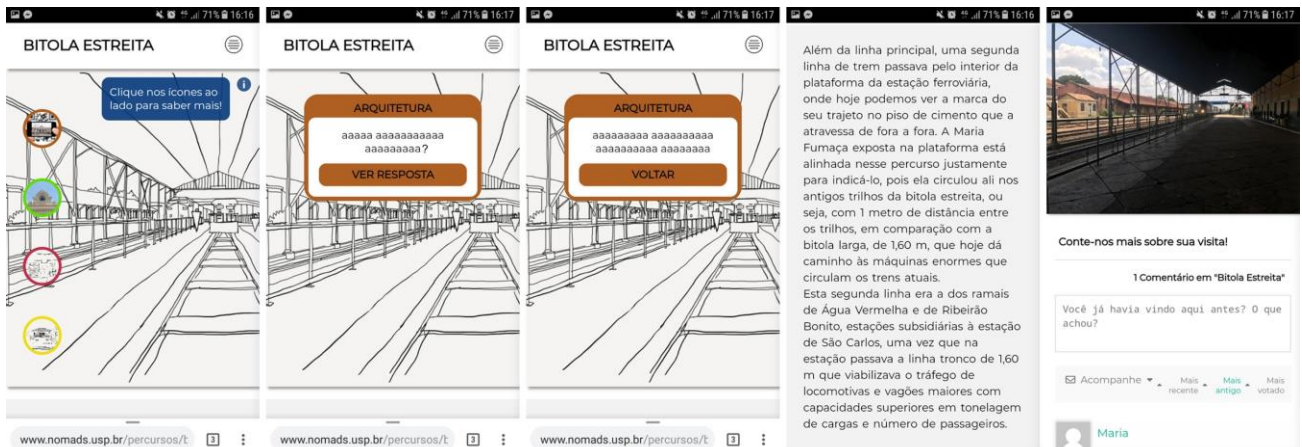 71% 16:16
BITOLA ESTREITA
Clique nos ícones ao
lado para saber mais!
i
www.nomads.usp.br/percursos/b
3
71% 16:17
BITOLA ESTREITA
ARQUITETURA
aaaaa aaaaaaaaaaa
aaaaaaaaa?
VER RESPOSTA
www.nomads.usp.br/percursos/b
3
71% 16:17
BITOLA ESTREITA
ARQUITETURA
aaaaaaaaa aaaaaaaaaa
aaaaaaaaaa aaaaaaaa
VOLTAR
www.nomads.usp.br/percursos/b
3
71% 16:16
Além da linha principal, uma segunda
linha de trem passava pelo interior da
plataforma da estação ferroviária,
onde hoje podemos ver a marca do
seu trajeto no piso de cimento que a
atravessa de fora a fora. A Maria
Fumaça exposta na plataforma está
alinhada nesse percurso justamente
para indicá-lo, pois ela circulou ali nos
antigos trilhos da bitola estreita, ou
seja, com 1 metro de distância entre
os trilhos, em comparação com a
bitola larga, de 1,60 m, que hoje dá
caminho às máquinas enormes que
circulam os trens atuais.
Esta segunda linha era a dos ramais
de Água Vermelha e de Ribeirão
Bonito, estações subsidiárias à estação
de São Carlos, uma vez que na
estação passava a linha tronco de 1,60
m que viabilizava o tráfego de
locomotivas e vagões maiores com
capacidades superiores em tonelagem
de cargas e número de passageiros.
71% 16:17
Conte-nos mais sobre sua visita!
1 Comentário em "Bitola Estreita"
Você já havia vindo aqui antes? O que
achou?
Acompanhe
Mais recente
Mais antigo
Mais votado
Maria